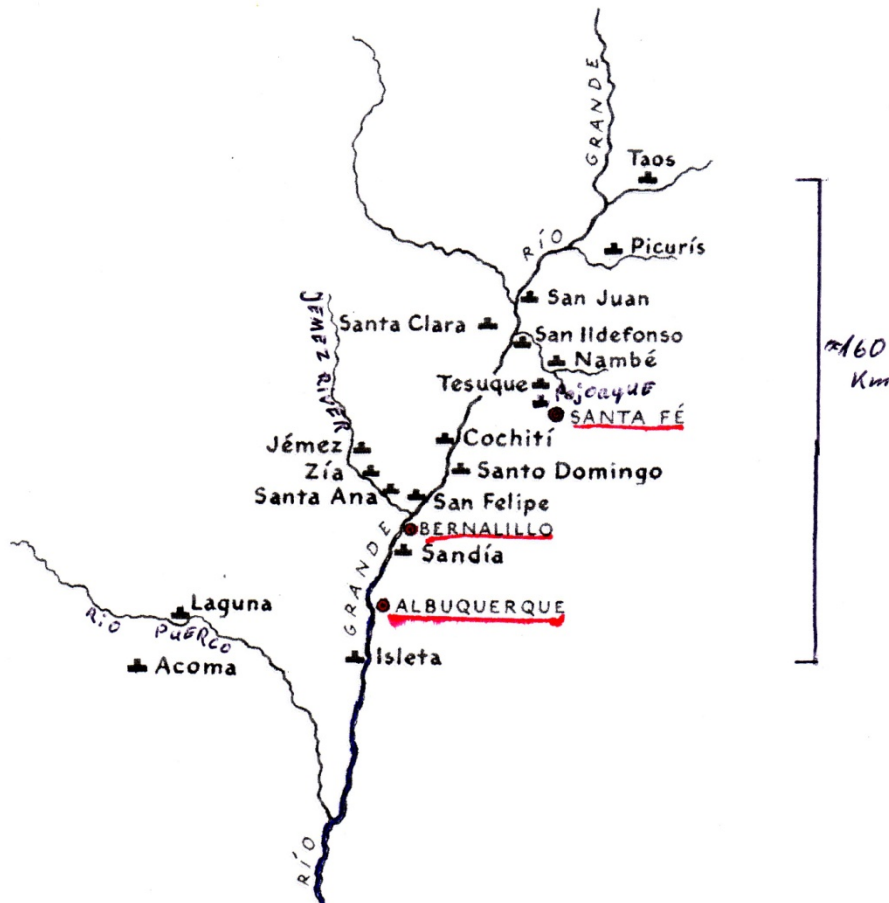 GRANDE
Taos
RÍO
Picurís
San Juan
Santa Clara
San Ildefonso
Nambé
JEMEZ RIVER
≈160
Km
Tesuque
Pojoaque
SANTA FÉ
Cochití
Jémez
Zía
Santo Domingo
Santa Ana
San Felipe
BERNALILLO
GRANDE
Sandía
Laguna
ALBUQUERQUE
RÍO PUERCO
Acoma
Isleta
RÍO